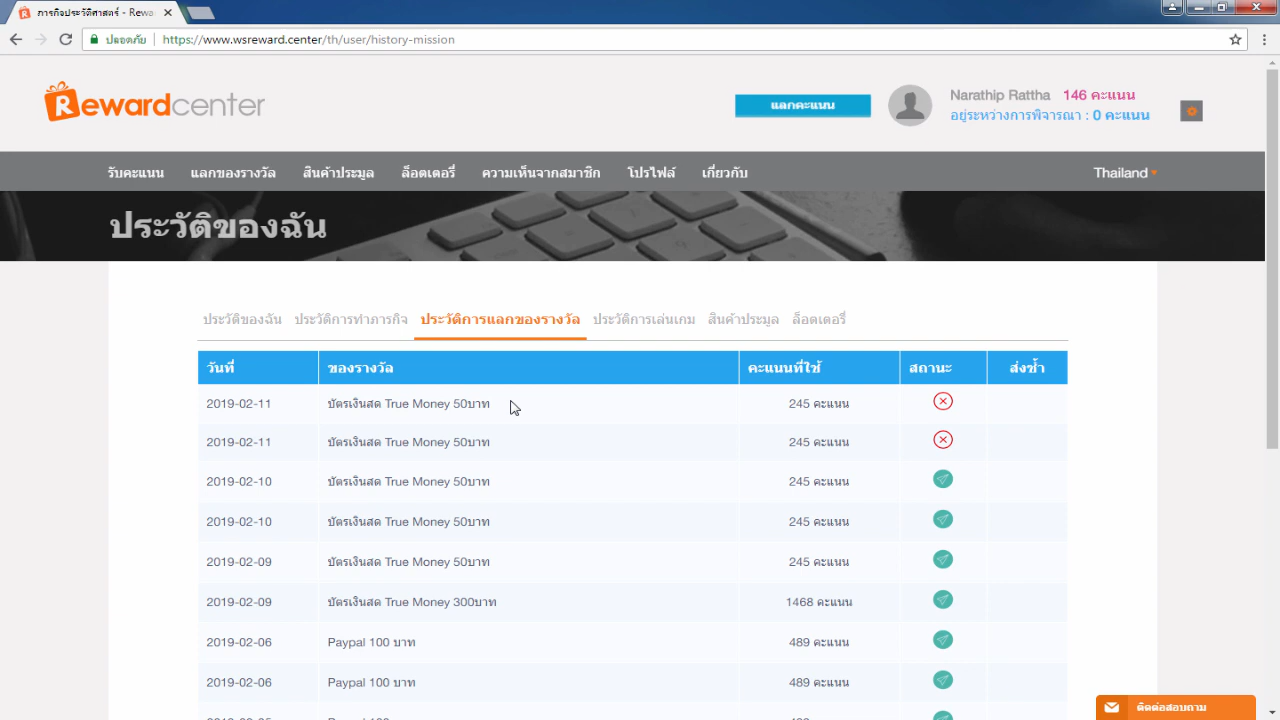 ภารกิจประวัติศาสตร์ - Rewa
ปลอดภัย https://www.wsreward.center/th/user/history-mission
Rewardcenter
แลกคะแนน
Narathip Rattha 146 คะแนน
อยู่ระหว่างการพิจารณา : 0 คะแนน
รับคะแนน แลกของรางวัล สินค้าประมูล ล็อตเตอรี่ ความเห็นจากสมาชิก โปรไฟล์ เกี่ยวกับ Thailand
ประวัติของฉัน
ประวัติของฉัน ประวัติการทำภารกิจ ประวัติการแลกของรางวัล ประวัติการเล่นเกม สินค้าประมูล ล็อตเตอรี่
วันที่ ของรางวัล คะแนนที่ใช้ สถานะ ส่งซ้ำ
2019-02-11 บัตรเงินสด True Money 50บาท 245 คะแนน
2019-02-11 บัตรเงินสด True Money 50บาท 245 คะแนน
2019-02-10 บัตรเงินสด True Money 50บาท 245 คะแนน
2019-02-10 บัตรเงินสด True Money 50บาท 245 คะแนน
2019-02-09 บัตรเงินสด True Money 50บาท 245 คะแนน
2019-02-09 บัตรเงินสด True Money 300บาท 1468 คะแนน
2019-02-06 Paypal 100 บาท 489 คะแนน
2019-02-06 Paypal 100 บาท 489 คะแนน
ติดต่อสอบถาม